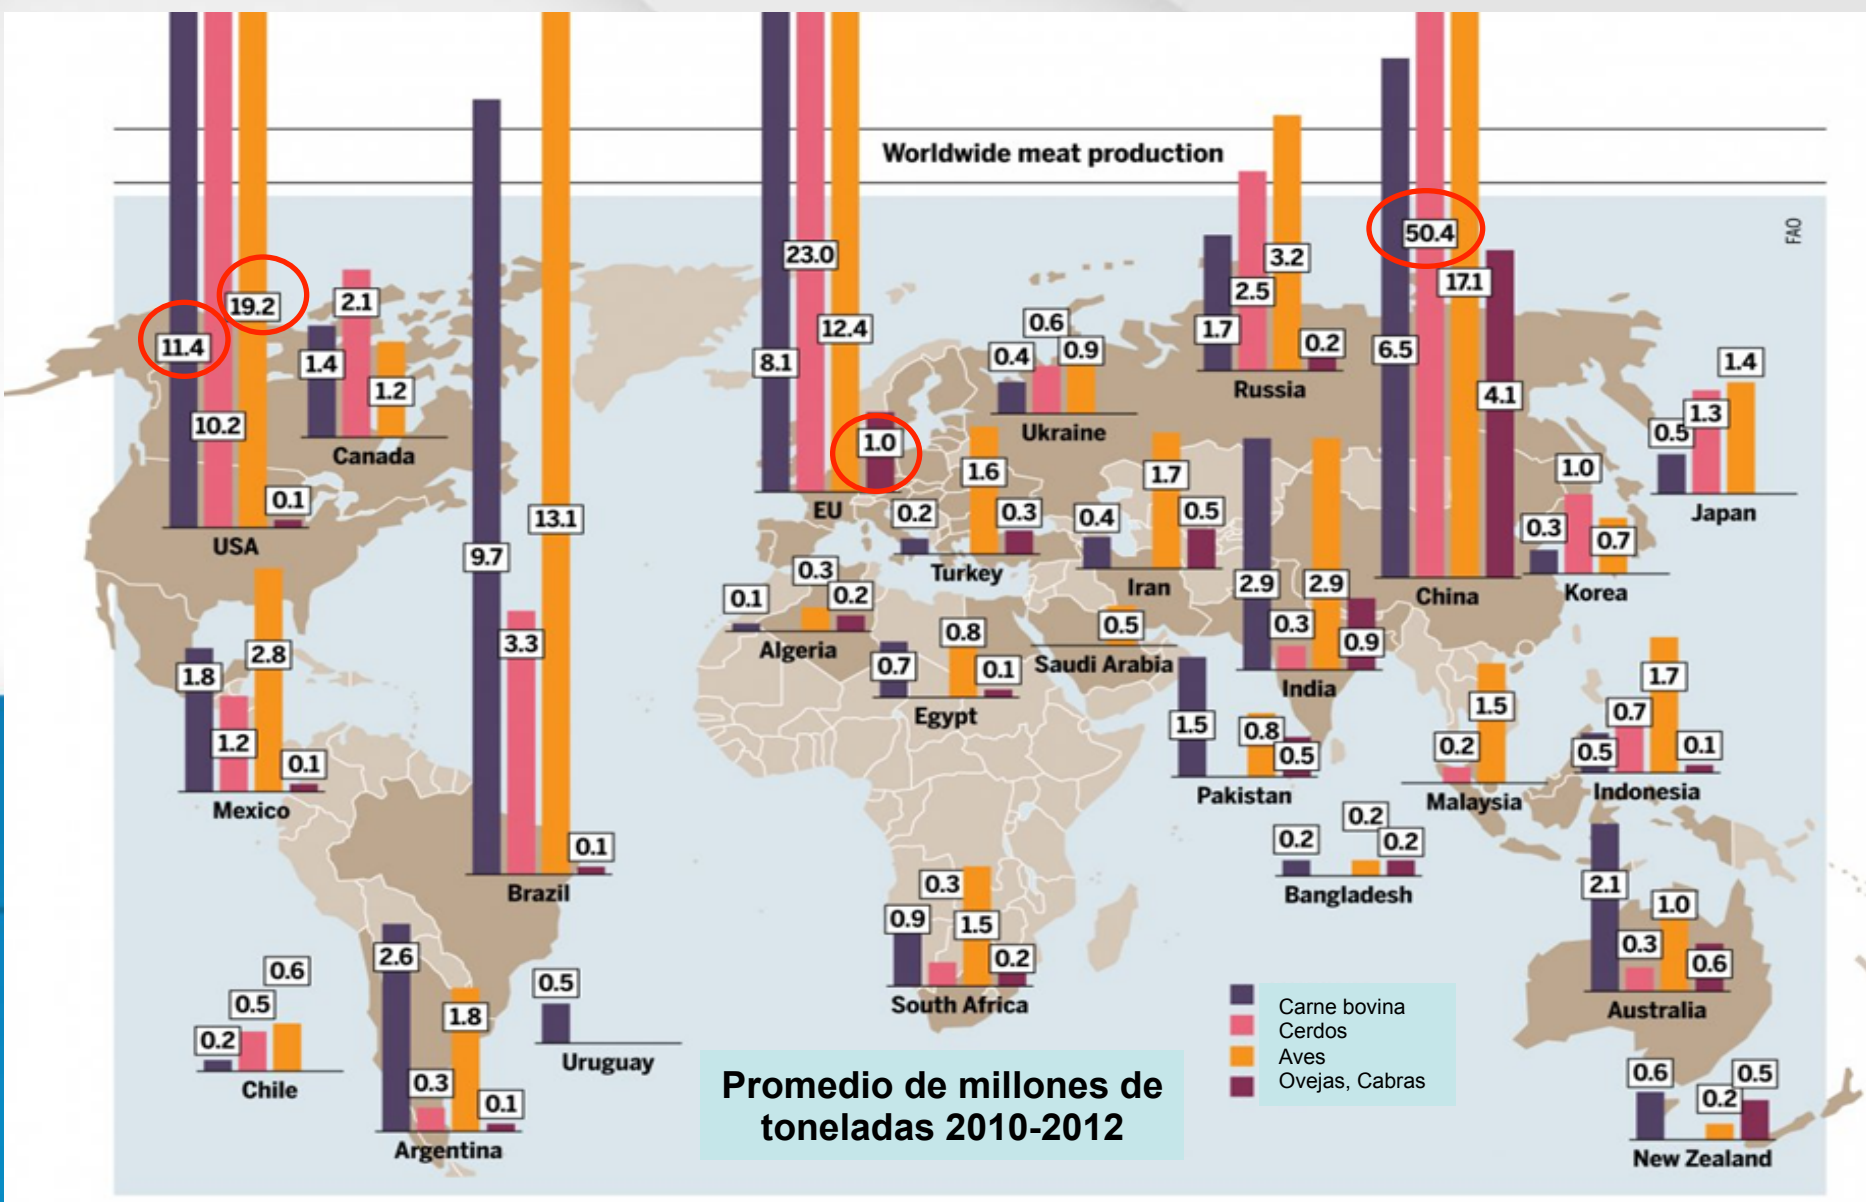 Worldwide meat production
FAO
11.4
10.2
19.2
0.1
USA
1.4
2.1
1.2
Canada
1.8
1.2
2.8
0.1
Mexico
9.7
3.3
13.1
0.1
Brazil
0.2
0.5
0.6
Chile
2.6
0.3
1.8
0.1
Argentina
0.5
Uruguay
8.1
23.0
12.4
1.0
EU
0.4
0.6
0.9
Ukraine
1.7
2.5
3.2
0.2
Russia
0.2
1.6
0.3
Turkey
0.4
1.7
0.5
Iran
0.1
0.3
0.2
Algeria
0.7
0.8
0.1
Egypt
0.5
Saudi Arabia
0.9
0.3
1.5
0.2
South Africa
2.9
0.3
2.9
0.9
India
1.5
0.8
0.5
Pakistan
0.2
0.2
0.2
Bangladesh
6.5
50.4
17.1
4.1
China
0.3
1.0
0.7
Korea
0.5
1.3
1.4
Japan
0.2
1.5
Malaysia
0.5
0.7
1.7
0.1
Indonesia
2.1
0.3
1.0
0.6
Australia
0.6
0.2
0.5
New Zealand
Carne bovina
Cerdos
Aves
Ovejas, Cabras
Promedio de millones de
toneladas 2010-2012